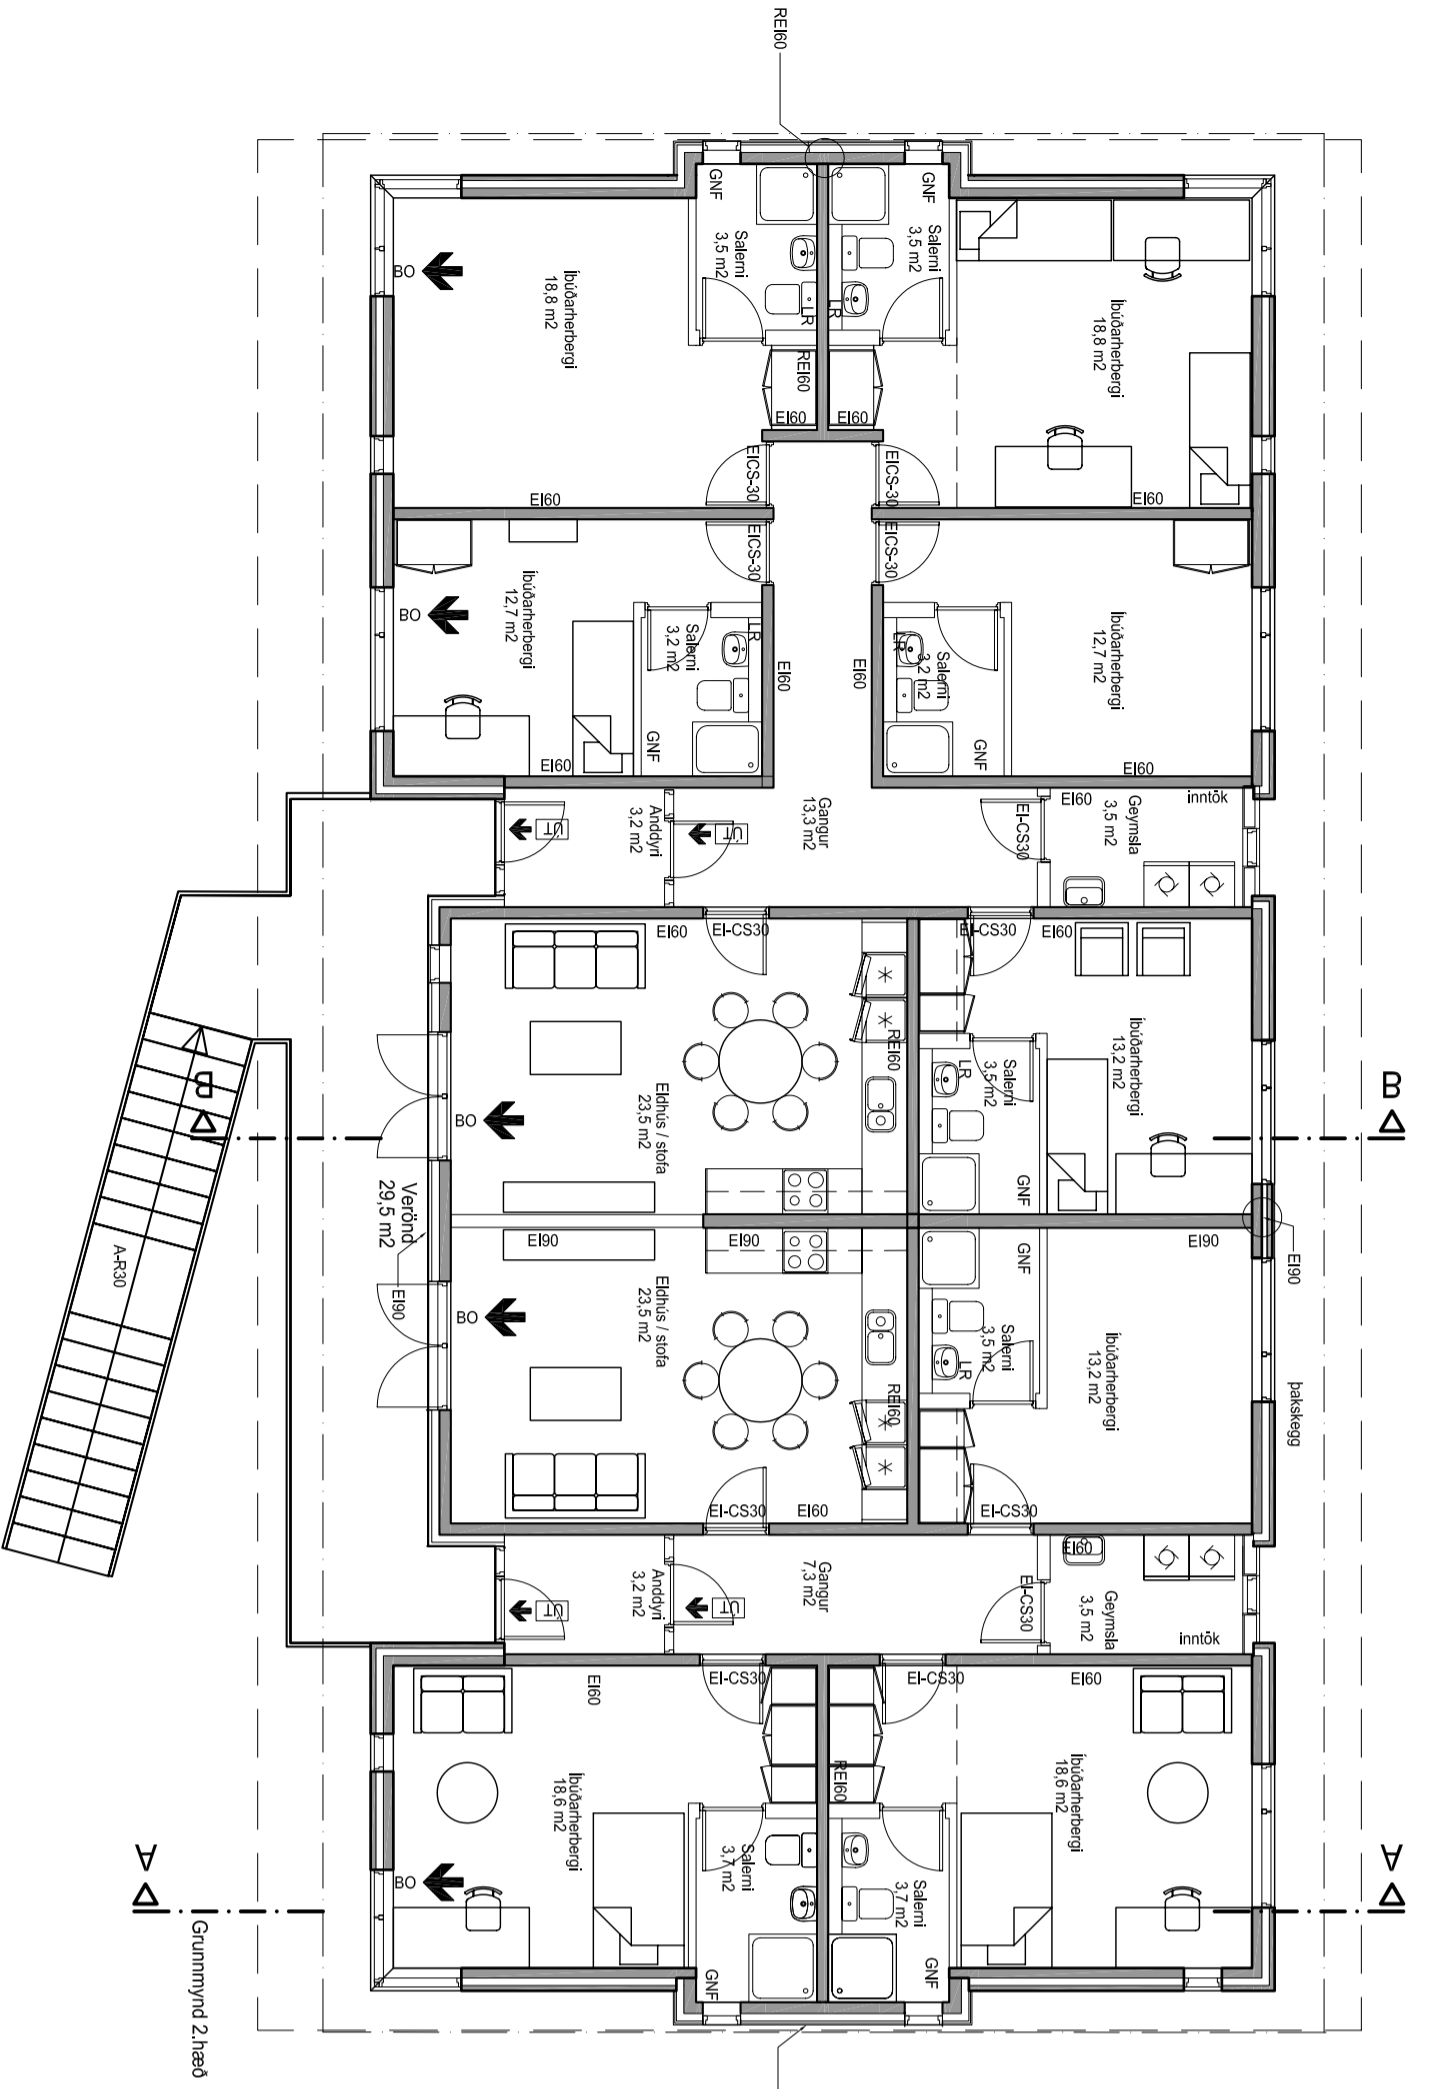 REI60
GNF
Salerni
3,5 m2
LR
GNF
Salerni
3,5 m2
LR
Íbúðarherbergi
18,8 m2
BO
Íbúðarherbergi
18,8 m2
REI60
EI60
EI60
EICS-30
EICS-30
EI60
EI60
EICS-30
EICS-30
Íbúðarherbergi
12,7 m2
BO
Salerni
3,2 m2
LR
GNF
EI60
EI60
EI60
Íbúðarherbergi
12,7 m2
Salerni
3,2 m2
LR
GNF
EI60
Anddyri
3,2 m2
ÚT
ÚT
Gangur
13,3 m2
EI-CS30
EI60
Geymsla
3,5 m2
inntök
EI60
EI-CS30
EI-CS30
EI60
Eldhús / stofa
23,5 m2
BO
REI60
Íbúðarherbergi
13,2 m2
Salerni
3,5 m2
LR
GNF
B
B
Verönd
29,5 m2
EI90
A-R30
EI90
EI90
EI90
EI90
Eldhús / stofa
23,5 m2
BO
REI60
GNF
Salerni
3,5 m2
LR
Íbúðarherbergi
13,2 m2
þakskegg
EI-CS30
EI60
EI-CS30
Anddyri
3,2 m2
ÚT
ÚT
Gangur
7,3 m2
EI-CS30
EI60
Geymsla
3,5 m2
inntök
EI60
EI-CS30
EI-CS30
EI60
Íbúðarherbergi
18,6 m2
BO
REI60
Íbúðarherbergi
18,6 m2
Salerni
3,7 m2
GNF
Salerni
3,7 m2
GNF
A
A
Grunnmynd 2.hæð